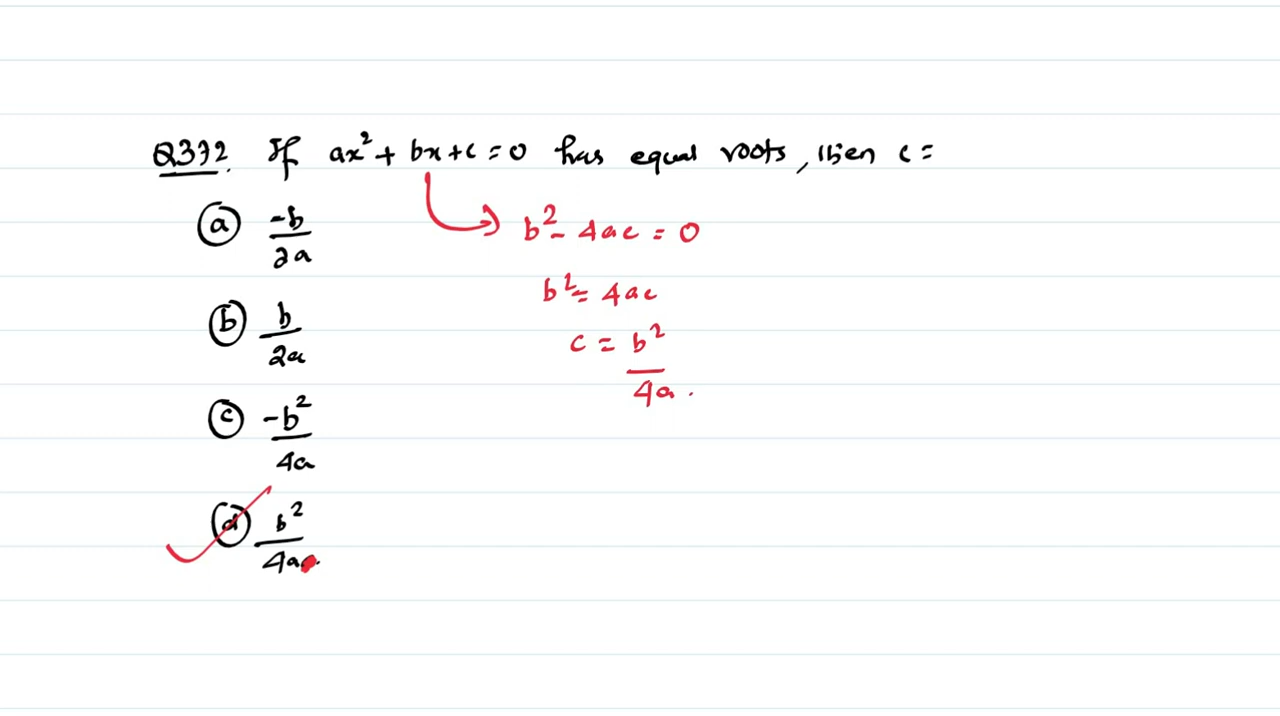 Q372. If ax² + bx + c = 0 has equal roots, then c =
(a) -b/2a
b² - 4ac = 0
(b) b/2a
b² = 4ac
c = b²/4a.
(c) -b²/4a
(d) b²/4a